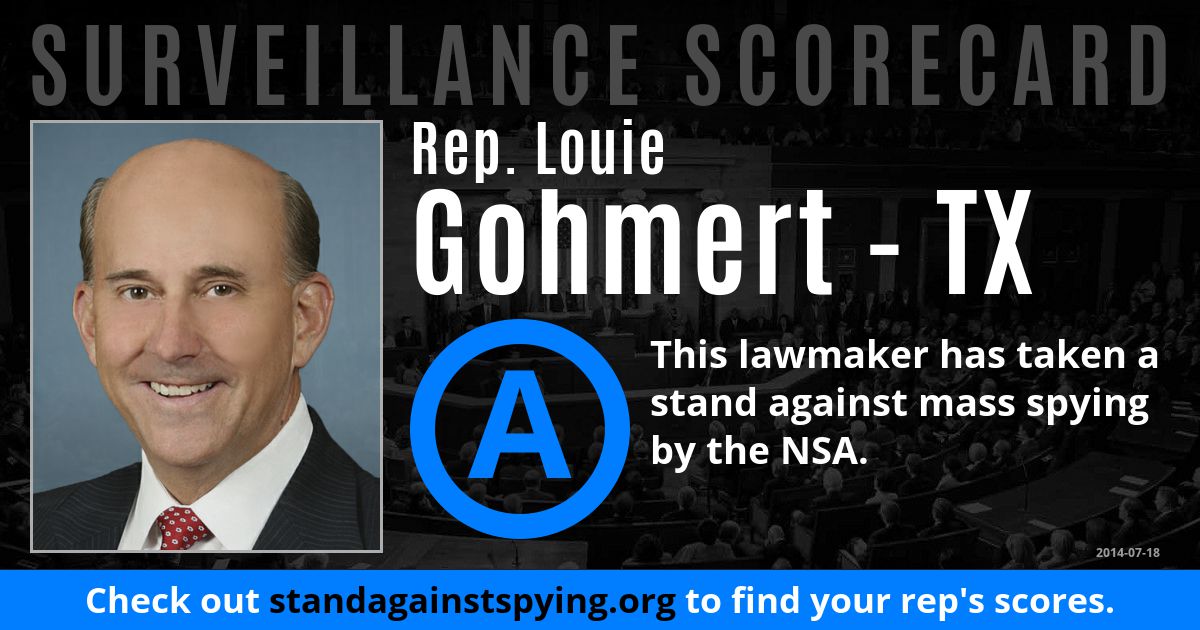 SURVEILLANCE SCORECARD
Rep. Louie
Gohmert - TX
A
This lawmaker has taken a
stand against mass spying
by the NSA.
2014-07-18
Check out standagainstspying.org to find your rep's scores.